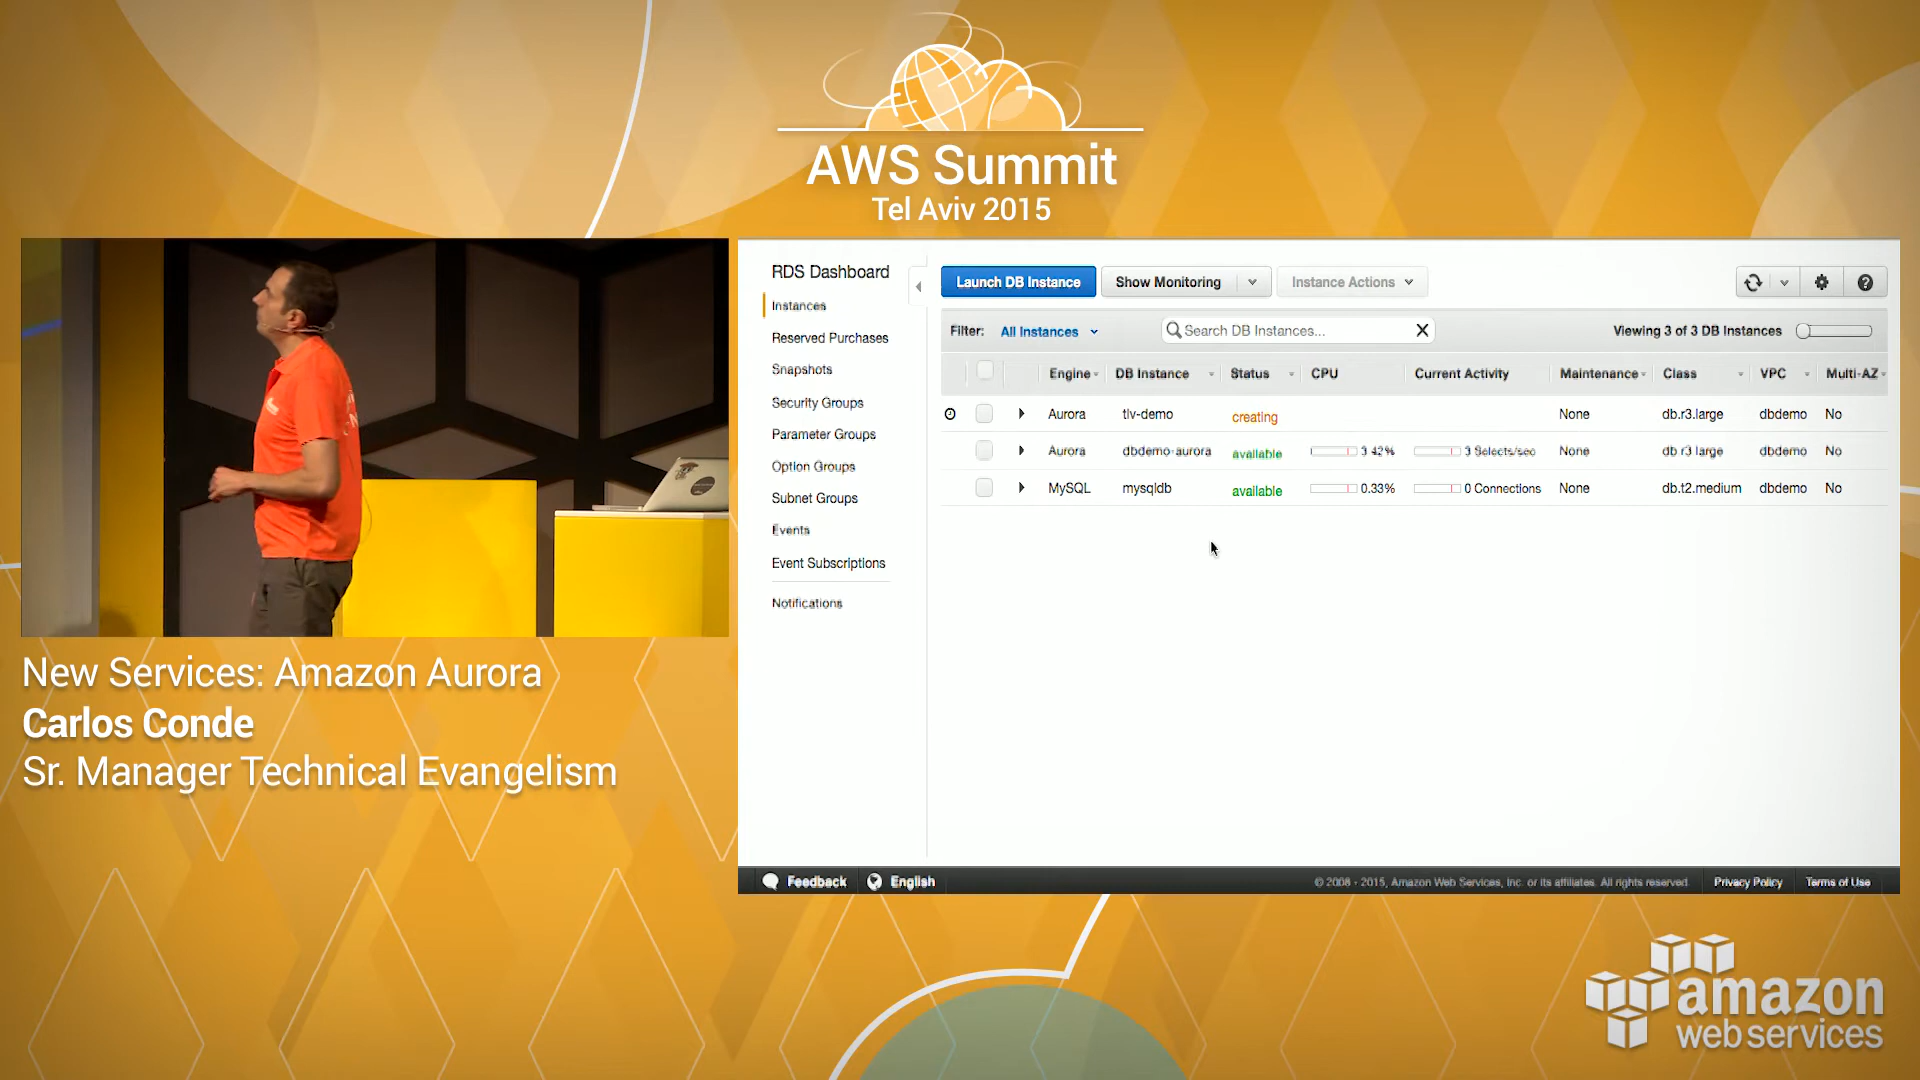 AWS Summit
Tel Aviv 2015
New Services: Amazon Aurora
Carlos Conde
Sr. Manager Technical Evangelism
RDS Dashboard
Instances
Reserved Purchases
Snapshots
Security Groups
Parameter Groups
Option Groups
Subnet Groups
Events
Event Subscriptions
Notifications
Launch DB Instance Show Monitoring Instance Actions
Filter: All Instances Search DB Instances... Viewing 3 of 3 DB Instances
Engine DB Instance Status CPU Current Activity Maintenance Class VPC Multi-AZ
Aurora tlv-demo creating None db.r3.large dbdemo No
Aurora dbdemo-aurora available 3.42% 3 Selects/sec None db.r3.large dbdemo No
MySQL mysqldb available 0.33% 0 Connections None db.t2.medium dbdemo No
Feedback English © 2008 - 2015, Amazon Web Services, Inc. or its affiliates. All rights reserved. Privacy Policy Terms of Use
amazon
web services